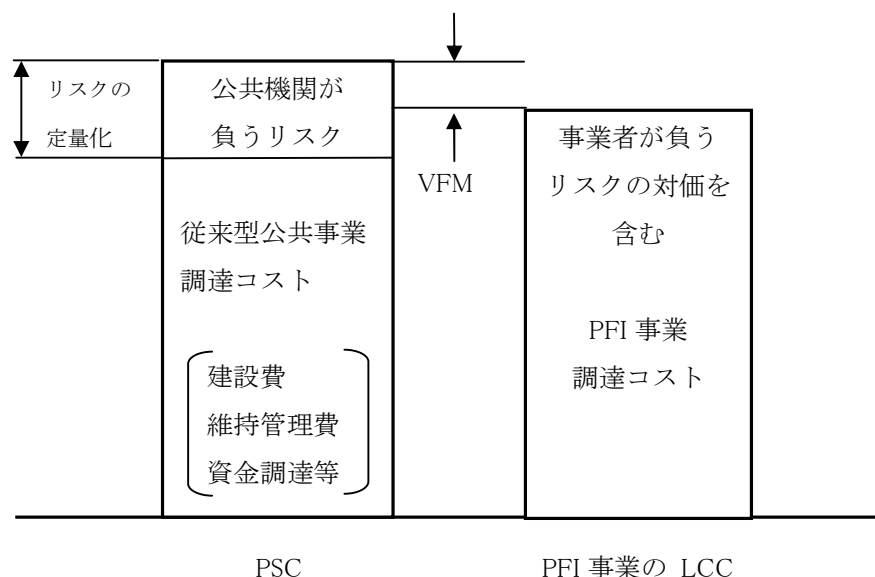 リスクの
定量化
公共機関が
負うリスク
従来型公共事業
調達コスト
建設費
維持管理費
資金調達等
VFM
事業者が負う
リスクの対価を
含む
PFI 事業
調達コスト
PSC
PFI 事業の LCC